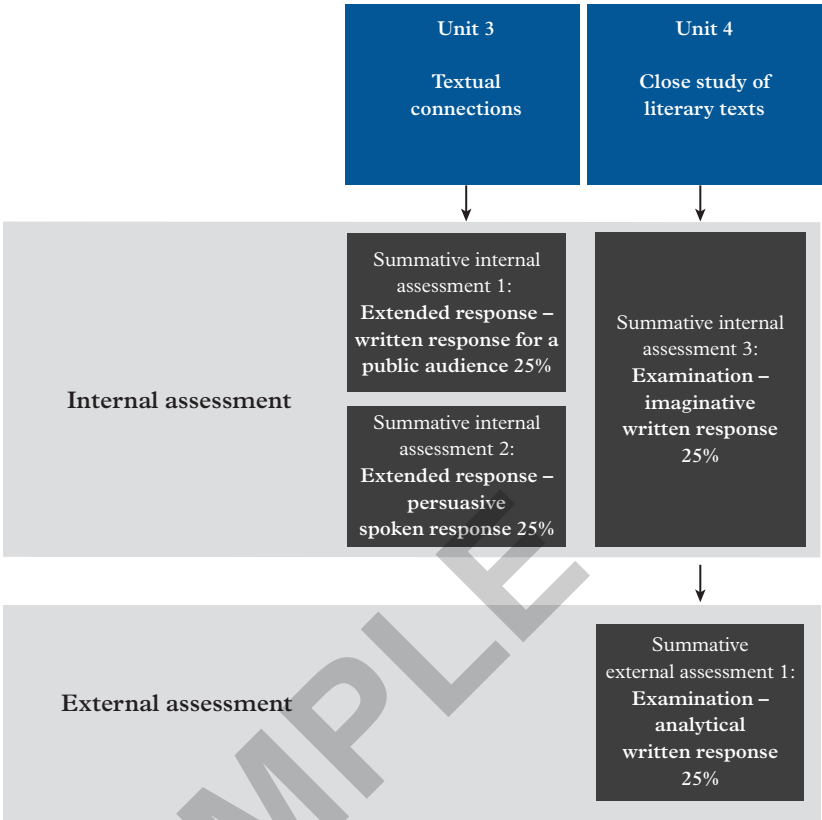 Unit 3
Textual
connections
Unit 4
Close study of
literary texts
Internal assessment
Summative internal
assessment 1:
Extended response –
written response for a
public audience 25%
Summative internal
assessment 2:
Extended response –
persuasive
spoken response 25%
Summative internal
assessment 3:
Examination –
imaginative
written response
25%
External assessment
Summative
external assessment 1:
Examination –
analytical
written response
25%
MPLE